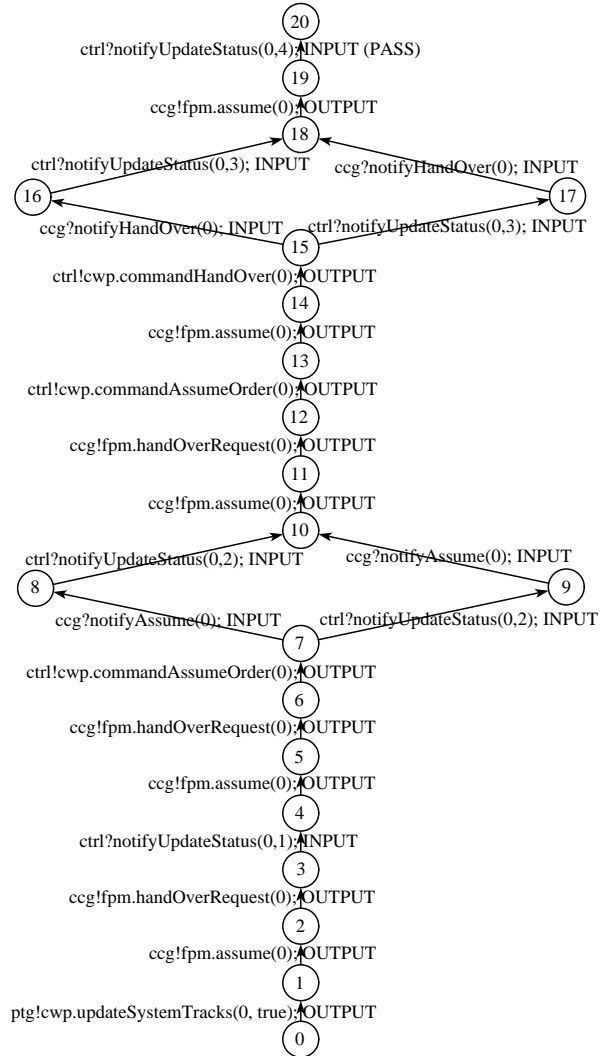 20
ctrl?notifyUpdateStatus(0,4); INPUT (PASS)
19
ccg!fpm.assume(0); OUTPUT
18
ctrl?notifyUpdateStatus(0,3); INPUT
ccg?notifyHandOver(0); INPUT
16
17
ccg?notifyHandOver(0); INPUT
ctrl?notifyUpdateStatus(0,3); INPUT
15
ctrl!cwp.commandHandOver(0); OUTPUT
14
ccg!fpm.assume(0); OUTPUT
13
ctrl!cwp.commandAssumeOrder(0); OUTPUT
12
ccg!fpm.handOverRequest(0); OUTPUT
11
ccg!fpm.assume(0); OUTPUT
10
ctrl?notifyUpdateStatus(0,2); INPUT
ccg?notifyAssume(0); INPUT
8
9
ccg?notifyAssume(0); INPUT
ctrl?notifyUpdateStatus(0,2); INPUT
7
ctrl!cwp.commandAssumeOrder(0); OUTPUT
6
ccg!fpm.handOverRequest(0); OUTPUT
5
ccg!fpm.assume(0); OUTPUT
4
ctrl?notifyUpdateStatus(0,1); INPUT
3
ccg!fpm.handOverRequest(0); OUTPUT
2
ccg!fpm.assume(0); OUTPUT
1
ptg!cwp.updateSystemTracks(0, true); OUTPUT
0